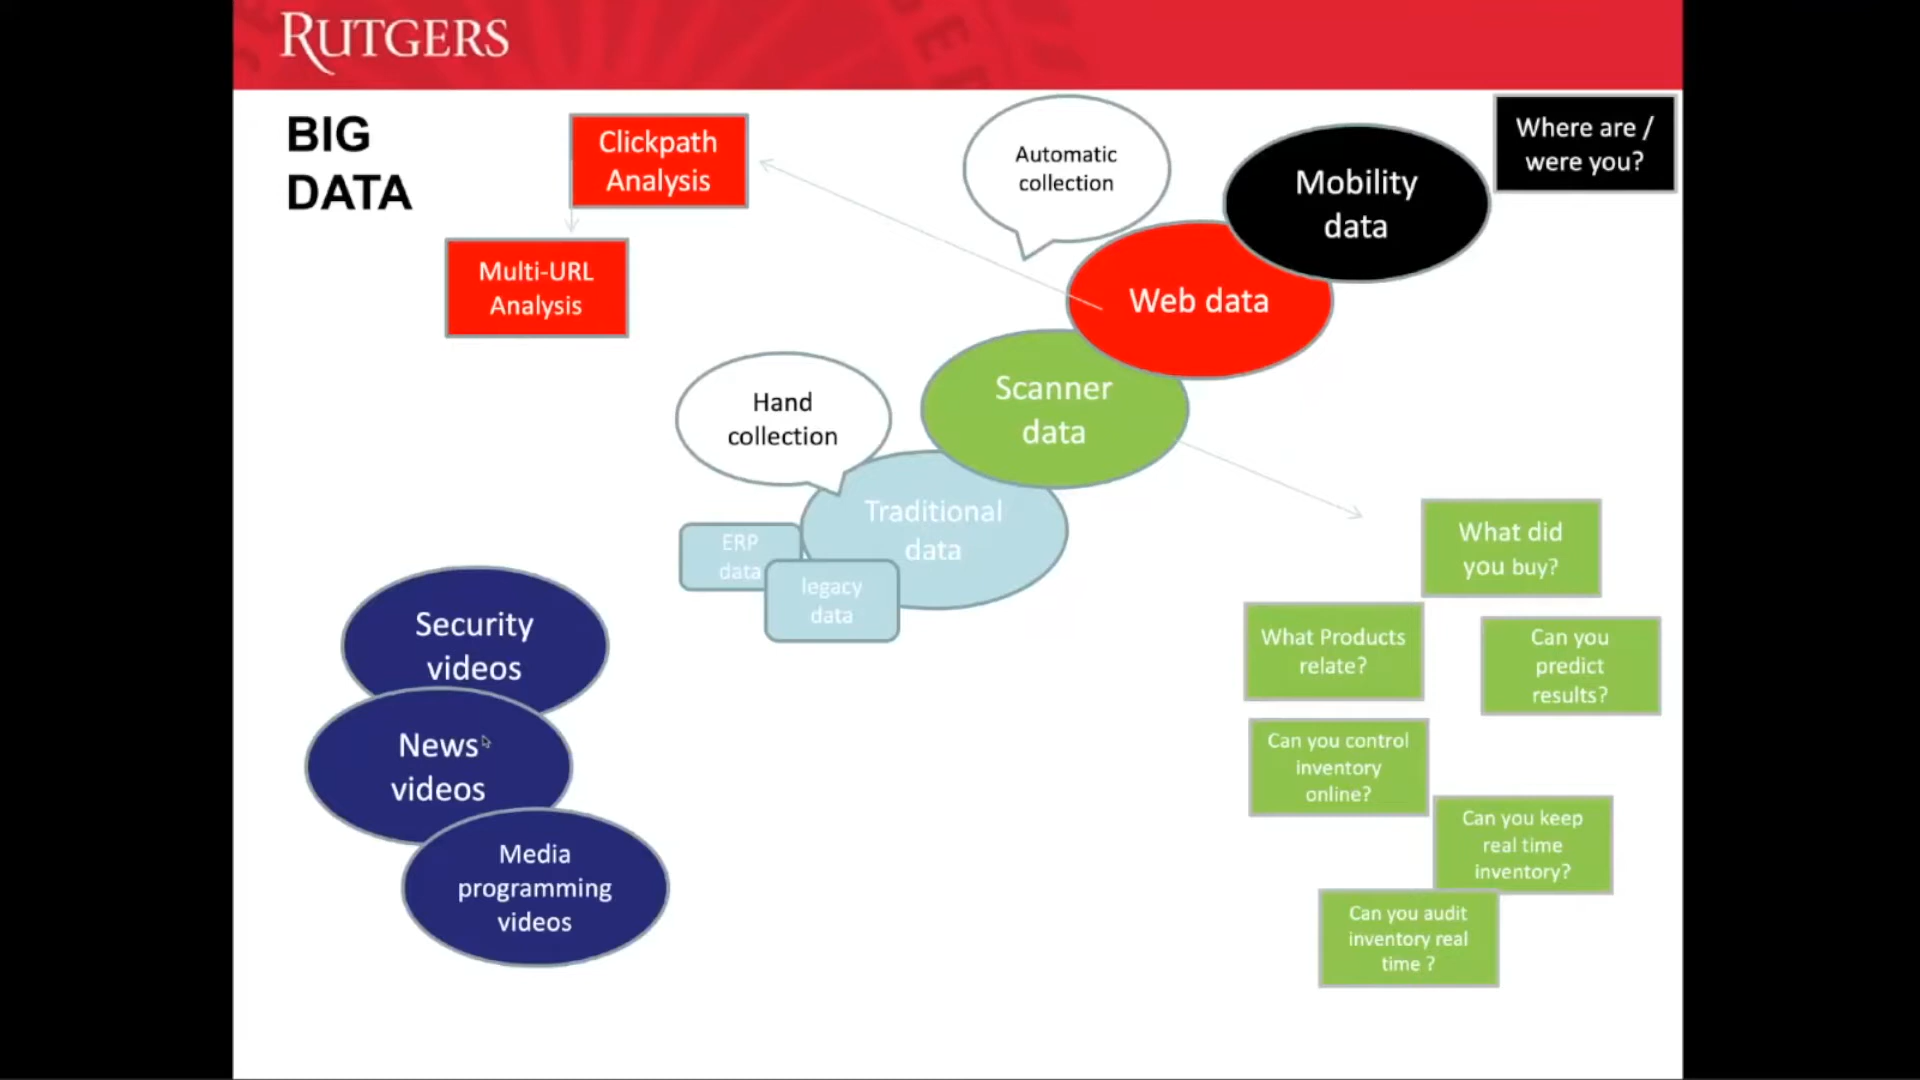 RUTGERS
BIG
DATA
Clickpath
Analysis
Multi-URL
Analysis
Automatic
collection
Mobility
data
Where are /
were you?
Web data
Scanner
data
Hand
collection
Traditional
data
ERP
data
legacy
data
Security
videos
News
videos
Media
programming
videos
What did
you buy?
What Products
relate?
Can you
predict
results?
Can you control
inventory
online?
Can you keep
real time
inventory?
Can you audit
inventory real
time ?